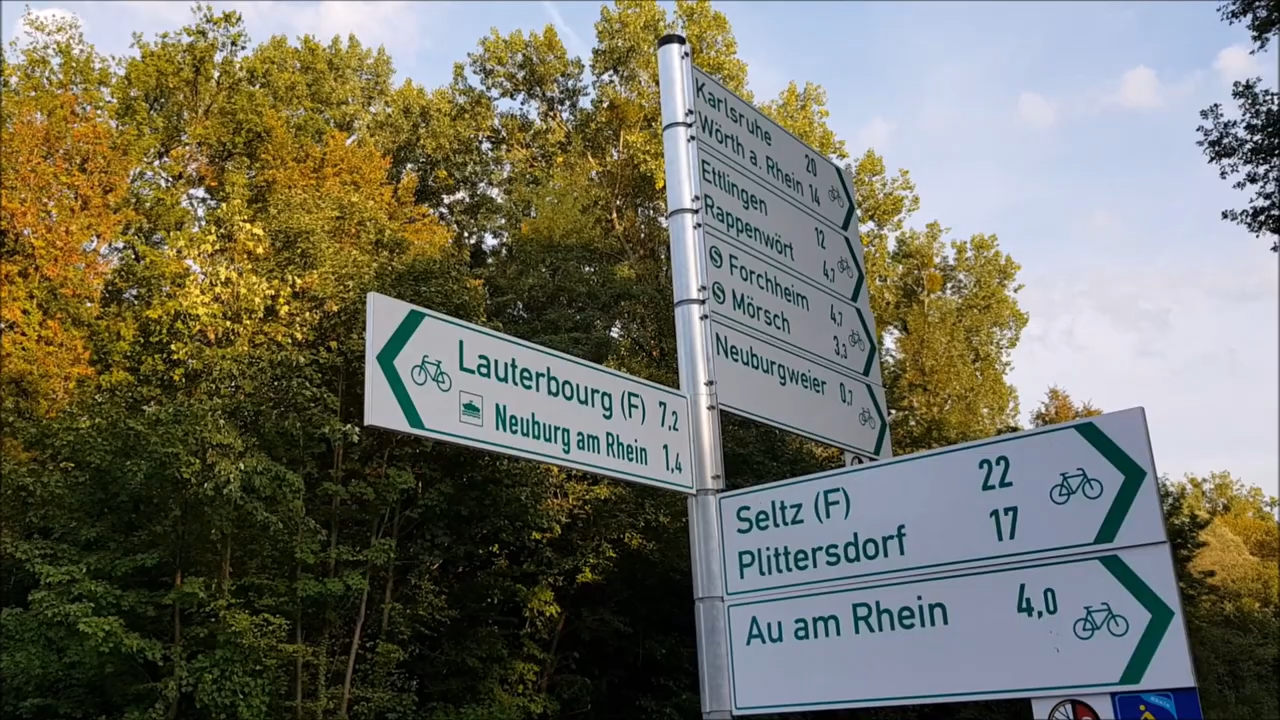 Karlsruhe 20
Wörth a. Rhein 14
Ettlingen 12
Rappenwört 4,7
S Forchheim 4,7
S Mörsch 3,3
Neuburgweier 0,7
Lauterbourg (F) 7,2
Neuburg am Rhein 1,4
Seltz (F) 22
Plittersdorf 17
Au am Rhein 4,0